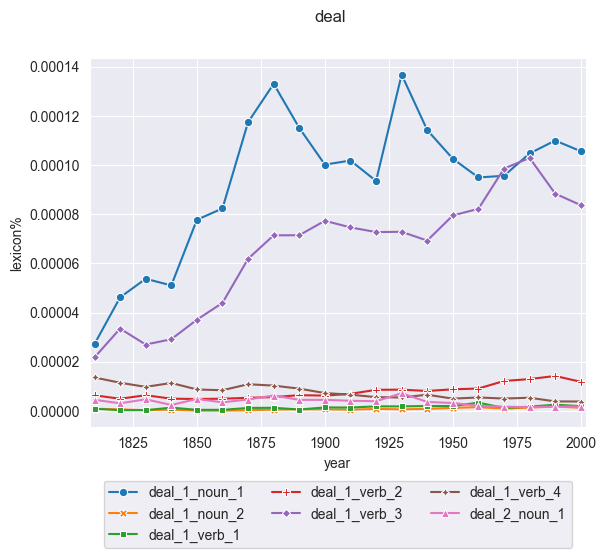 deal
0.00014
0.00012
0.00010
0.00008
0.00006
0.00004
0.00002
0.00000
lexicon%
1825 1850 1875 1900 1925 1950 1975 2000
year
deal_1_noun_1 deal_1_verb_2 deal_1_verb_4
deal_1_noun_2 deal_1_verb_3 deal_2_noun_1
deal_1_verb_1